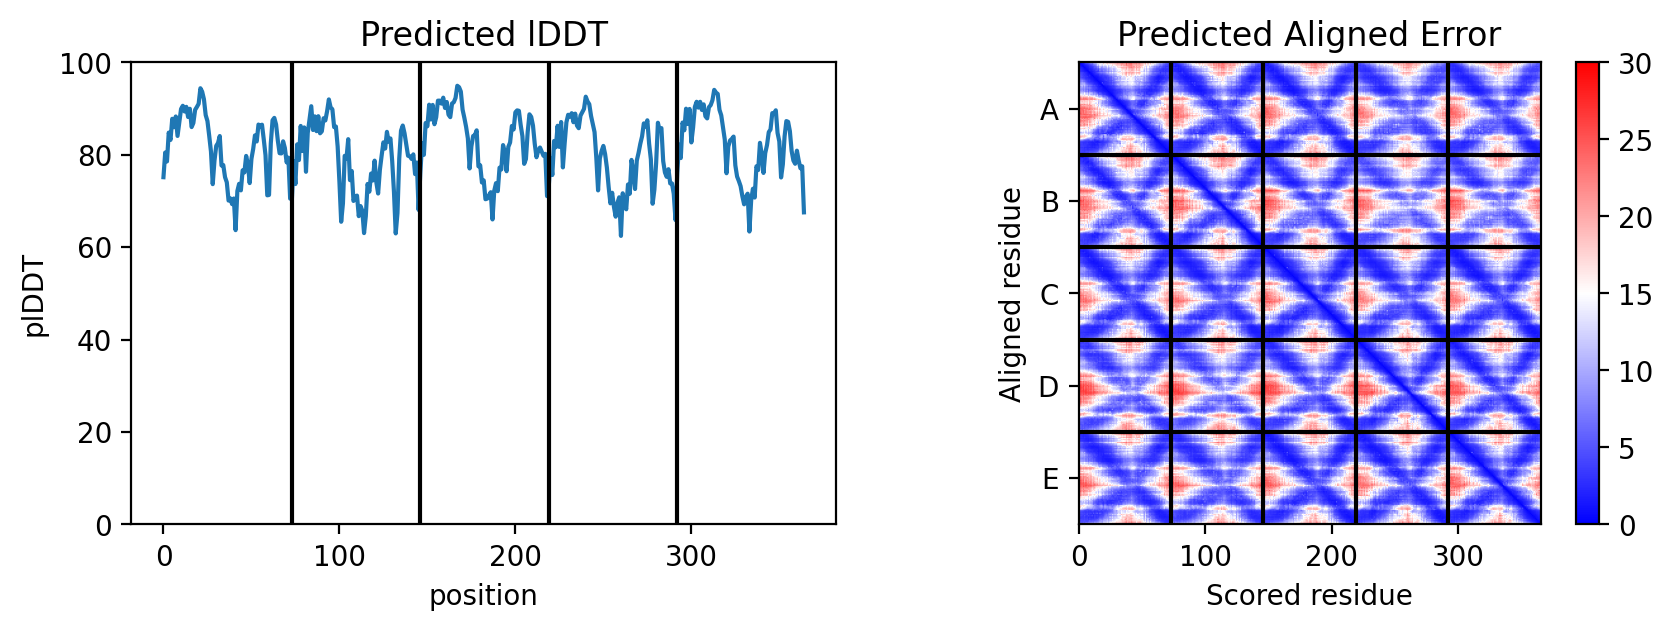 Predicted lDDT
100
80
60
40
20
0
plDDT
0 100 200 300
position
Predicted Aligned Error
A
B
C
D
E
Aligned residue
0 100 200 300
Scored residue
30
25
20
15
10
5
0